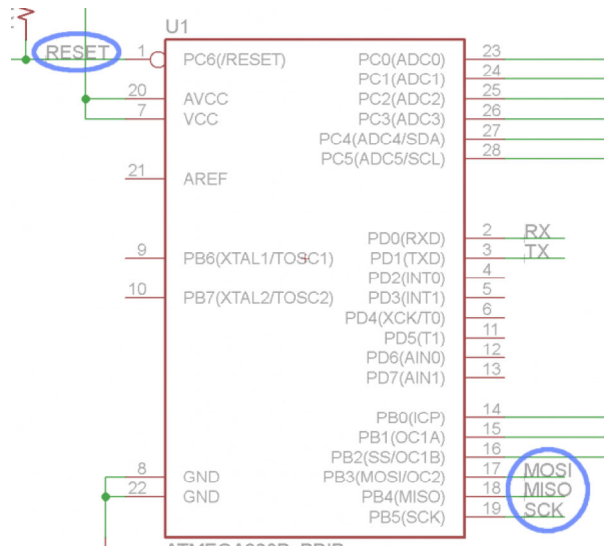 U1
RESET 1 PC6(/RESET) PC0(ADC0) 23
PC1(ADC1) 24
20 AVCC PC2(ADC2) 25
7 VCC PC3(ADC3) 26
PC4(ADC4/SDA) 27
PC5(ADC5/SCL) 28
21 AREF
PD0(RXD) 2 RX
9 PB6(XTAL1/TOSC1) PD1(TXD) 3 TX
PD2(INT0) 4
10 PB7(XTAL2/TOSC2) PD3(INT1) 5
PD4(XCK/T0) 6
PD5(T1) 11
PD6(AIN0) 12
PD7(AIN1) 13
PB0(ICP) 14
PB1(OC1A) 15
PB2(SS/OC1B) 16
8 GND PB3(MOSI/OC2) 17 MOSI
22 GND PB4(MISO) 18 MISO
PB5(SCK) 19 SCK